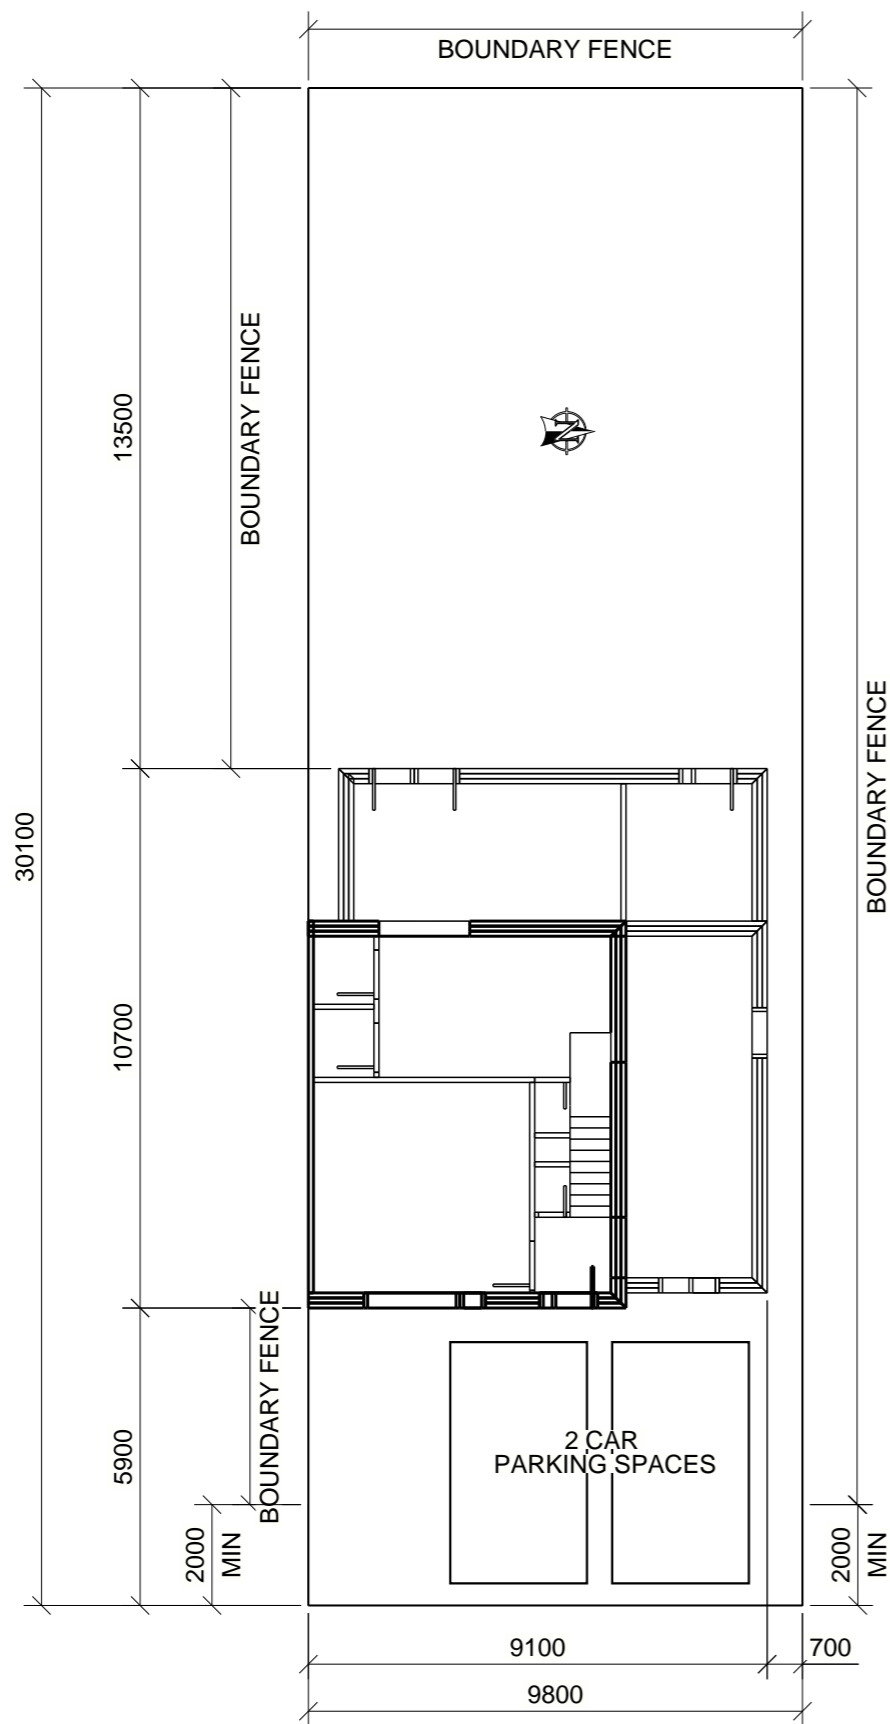 BOUNDARY FENCE
13500
BOUNDARY FENCE
N
30100
BOUNDARY FENCE
10700
BOUNDARY FENCE
5900
2 CAR
PARKING SPACES
2000
MIN
2000
MIN
9100
700
9800